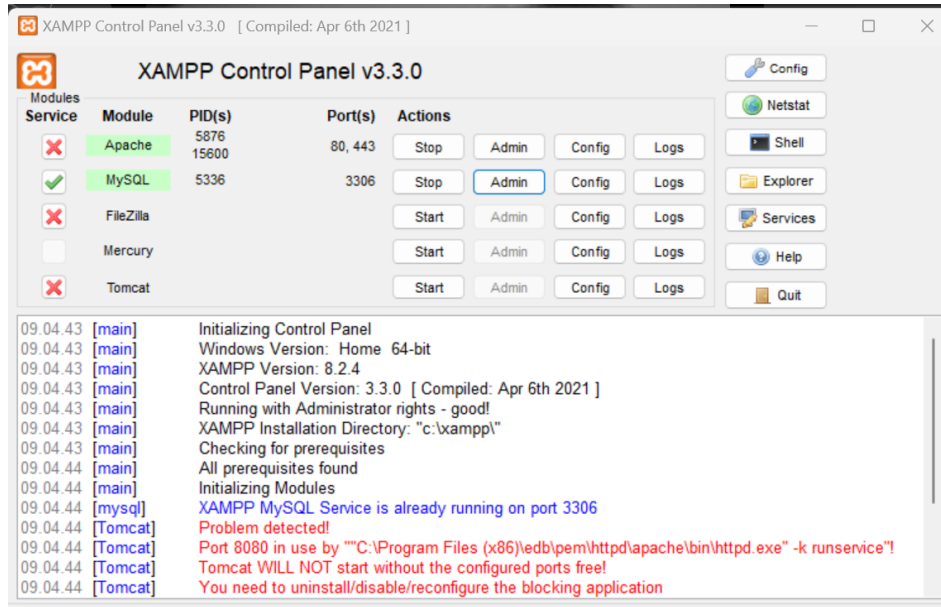 XAMPP Control Panel v3.3.0 [ Compiled: Apr 6th 2021 ]
XAMPP Control Panel v3.3.0
Config
Modules
Service Module PID(s) Port(s) Actions
Netstat
Apache 5876 15600 80, 443 Stop Admin Config Logs
Shell
MySQL 5336 3306 Stop Admin Config Logs
Explorer
FileZilla Start Admin Config Logs
Services
Mercury Start Admin Config Logs
Help
Tomcat Start Admin Config Logs
Quit
09.04.43 [main] Initializing Control Panel
09.04.43 [main] Windows Version: Home 64-bit
09.04.43 [main] XAMPP Version: 8.2.4
09.04.43 [main] Control Panel Version: 3.3.0 [ Compiled: Apr 6th 2021 ]
09.04.43 [main] Running with Administrator rights - good!
09.04.43 [main] XAMPP Installation Directory: "c:\xampp\"
09.04.43 [main] Checking for prerequisites
09.04.44 [main] All prerequisites found
09.04.44 [main] Initializing Modules
09.04.44 [mysql] XAMPP MySQL Service is already running on port 3306
09.04.44 [Tomcat] Problem detected!
09.04.44 [Tomcat] Port 8080 in use by ""C:\Program Files (x86)\edb\pem\httpd\apache\bin\httpd.exe" -k runservice"!
09.04.44 [Tomcat] Tomcat WILL NOT start without the configured ports free!
09.04.44 [Tomcat] You need to uninstall/disable/reconfigure the blocking application